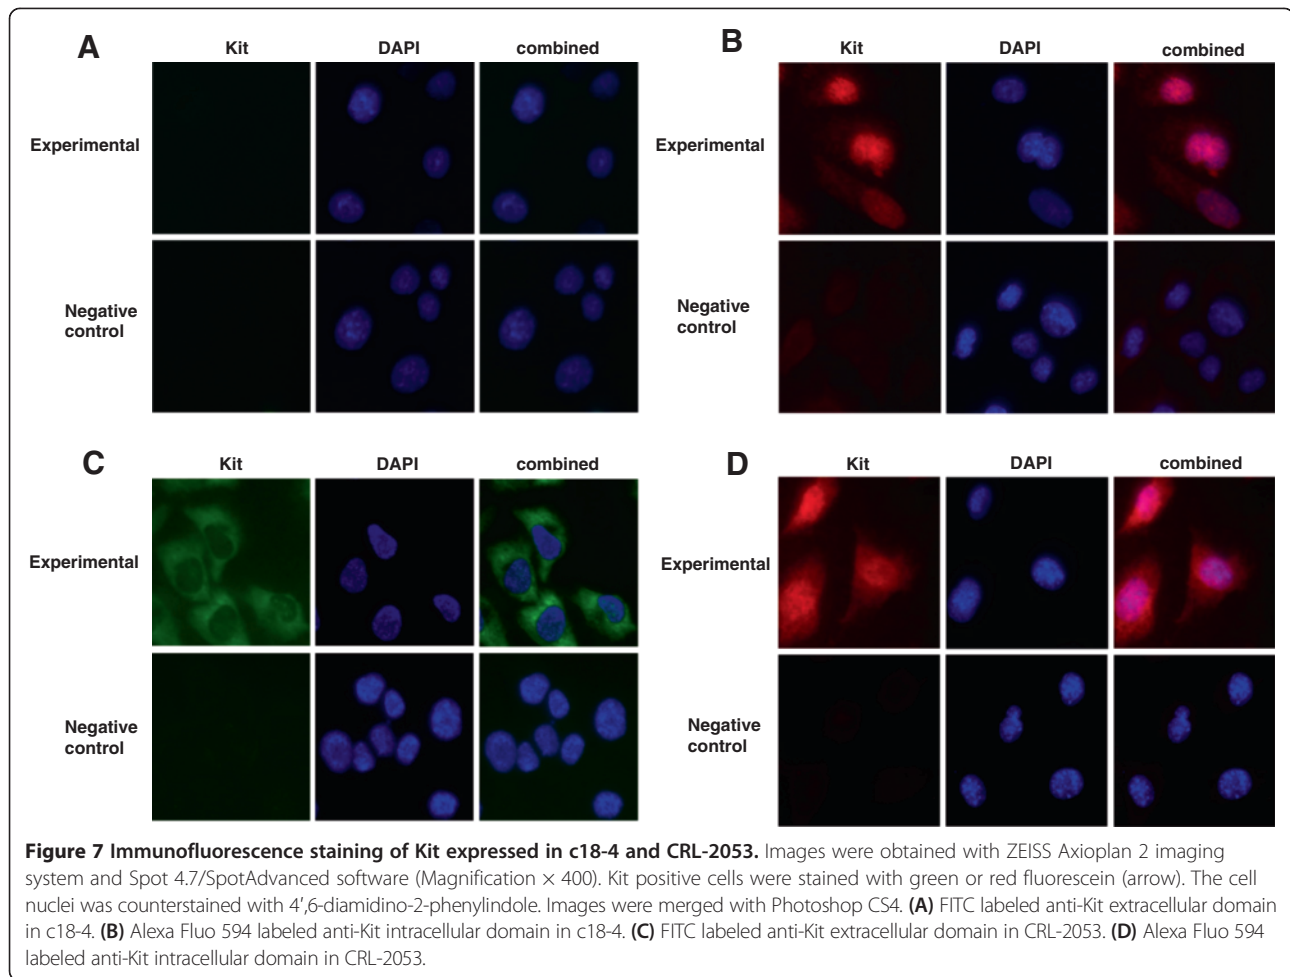 A
Kit DAPI combined
Experimental
Negative
control
B
Kit DAPI combined
Experimental
Negative
control
C
Kit DAPI combined
Experimental
Negative
control
D
Kit DAPI combined
Experimental
Negative
control
Figure 7 Immunofluorescence staining of Kit expressed in c18-4 and CRL-2053. Images were obtained with ZEISS Axioplan 2 imaging
system and Spot 4.7/SpotAdvanced software (Magnification × 400). Kit positive cells were stained with green or red fluorescein (arrow). The cell
nuclei was counterstained with 4′,6-diamidino-2-phenylindole. Images were merged with Photoshop CS4. (A) FITC labeled anti-Kit extracellular domain
in c18-4. (B) Alexa Fluo 594 labeled anti-Kit intracellular domain in c18-4. (C) FITC labeled anti-Kit extracellular domain in CRL-2053. (D) Alexa Fluo 594
labeled anti-Kit intracellular domain in CRL-2053.